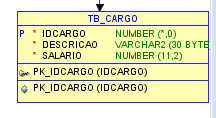 TB_CARGO
P * IDCARGO NUMBER (*,0)
* DESCRICAO VARCHAR2 (30 BYTE
* SALARIO NUMBER (11,2)
PK_IDCARGO (IDCARGO)
PK_IDCARGO (IDCARGO)